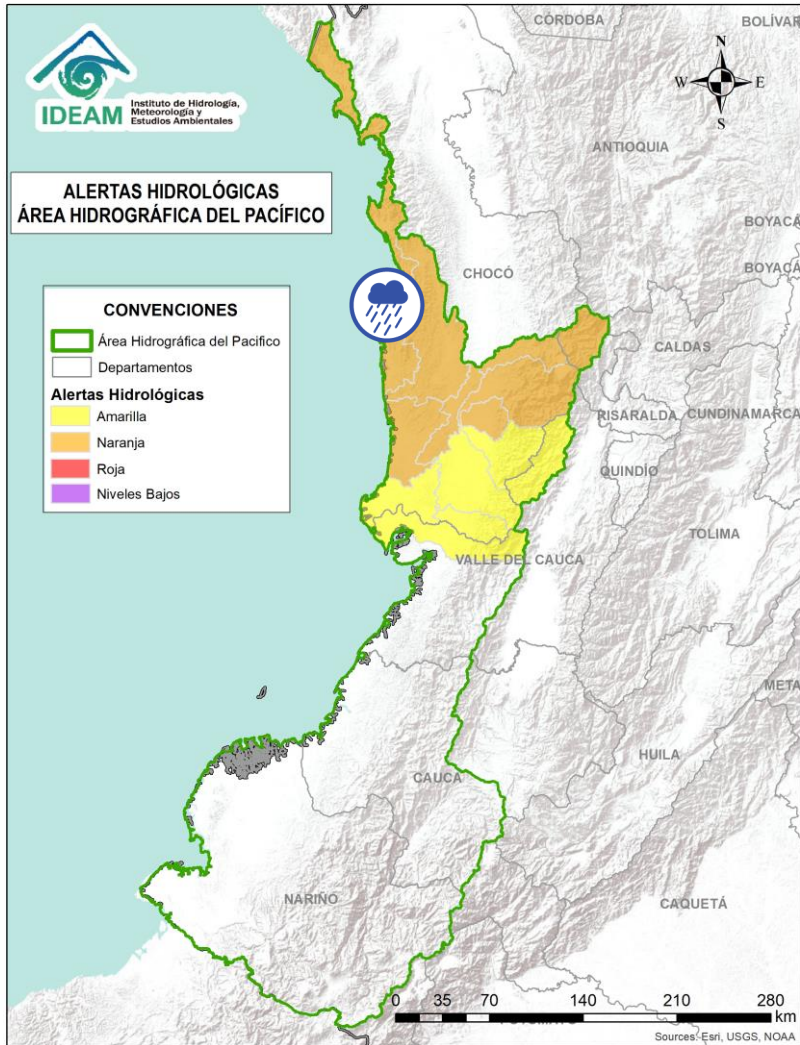 IDEAM
Instituto de Hidrología,
Meteorología y
Estudios Ambientales
ALERTAS HIDROLÓGICAS
ÁREA HIDROGRÁFICA DEL PACÍFICO
CONVENCIONES
Área Hidrográfica del Pacifico
Departamentos
Alertas Hidrológicas
Amarilla
Naranja
Roja
Niveles Bajos
CÓRDOBA
BOLÍVAR
N
W
E
S
ANTIOQUIA
BOYACÁ
CHOCÓ
BOYACÁ
CALDAS
RISARALDA
CUNDINAMARCA
QUINDÍO
TOLIMA
VALLE DEL CAUCA
META
HUILA
CAUCA
NARIÑO
CAQUETÁ
0 35 70 140 210 280
km
Sources: Esri, USGS, NOAA